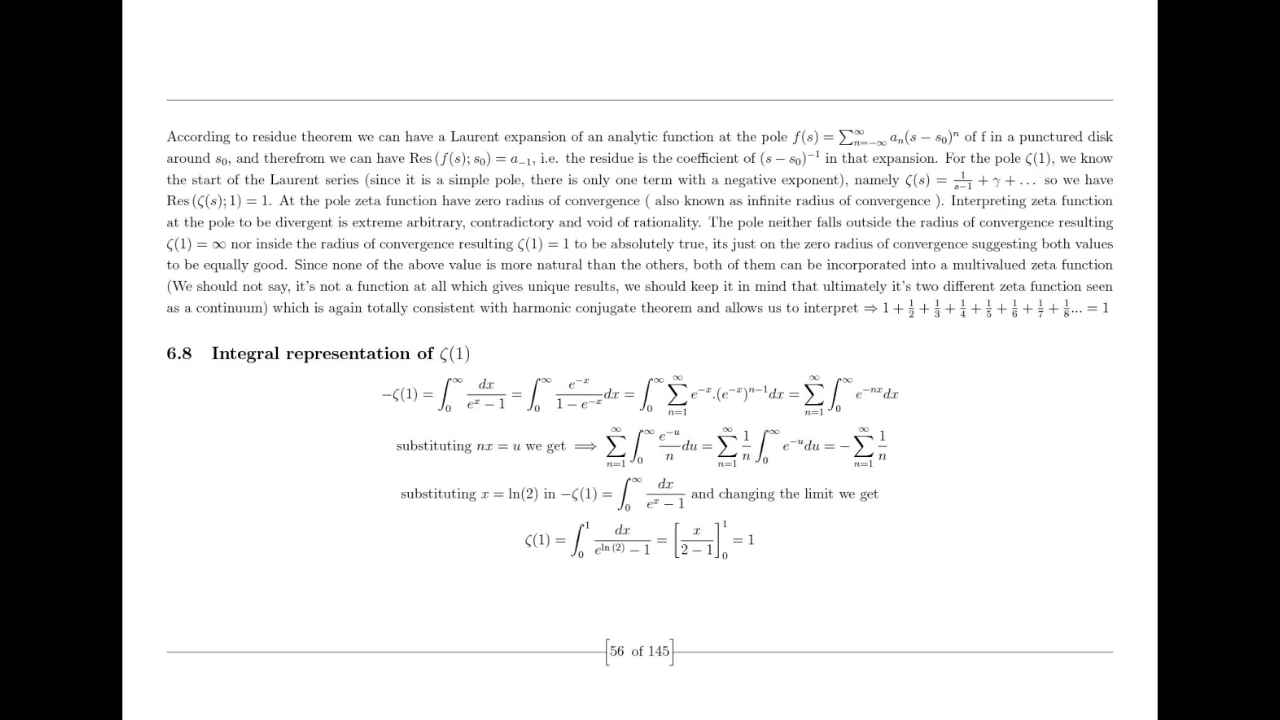 According to residue theorem we can have a Laurent expansion of an analytic function at the pole f(s) = ∑_{n=−∞}^{∞} a_n(s − s_0)^n of f in a punctured disk
around s_0, and therefrom we can have Res (f(s); s_0) = a_{−1}, i.e. the residue is the coefficient of (s − s_0)^{−1} in that expansion. For the pole ζ(1), we know
the start of the Laurent series (since it is a simple pole, there is only one term with a negative exponent), namely ζ(s) = 1/(s−1) + γ + . . . so we have
Res (ζ(s); 1) = 1. At the pole zeta function have zero radius of convergence ( also known as infinite radius of convergence ). Interpreting zeta function
at the pole to be divergent is extreme arbitrary, contradictory and void of rationality. The pole neither falls outside the radius of convergence resulting
ζ(1) = ∞ nor inside the radius of convergence resulting ζ(1) = 1 to be absolutely true, its just on the zero radius of convergence suggesting both values
to be equally good. Since none of the above value is more natural than the others, both of them can be incorporated into a multivalued zeta function
(We should not say, it's not a function at all which gives unique results, we should keep it in mind that ultimately it's two different zeta function seen
as a continuum) which is again totally consistent with harmonic conjugate theorem and allows us to interpret ⇒ 1 + 1/2 + 1/3 + 1/4 + 1/5 + 1/6 + 1/7 + 1/8... = 1
6.8 Integral representation of ζ(1)
−ζ(1) = ∫_0^∞ dx/(e^x − 1) = ∫_0^∞ e^{−x}/(1 − e^{−x}) dx = ∫_0^∞ ∑_{n=1}^∞ e^{−x}.(e^{−x})^{n−1} dx = ∑_{n=1}^∞ ∫_0^∞ e^{−nx} dx
substituting nx = u we get ⟹ ∑_{n=1}^∞ ∫_0^∞ e^{−u}/n du = ∑_{n=1}^∞ 1/n ∫_0^∞ e^{−u} du = − ∑_{n=1}^∞ 1/n
substituting x = ln(2) in −ζ(1) = ∫_0^∞ dx/(e^x − 1) and changing the limit we get
ζ(1) = ∫_0^1 dx/(e^{ln (2)} − 1) = [x/(2 − 1)]_0^1 = 1
[56 of 145]